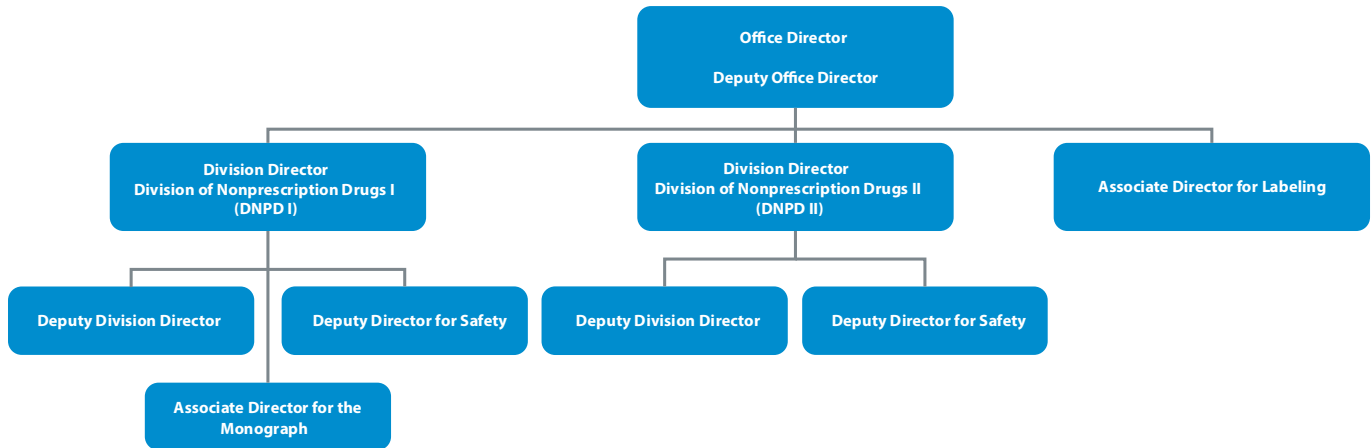 Office Director
Deputy Office Director
Division Director
Division of Nonprescription Drugs I
(DNPD I)
Division Director
Division of Nonprescription Drugs II
(DNPD II)
Associate Director for Labeling
Deputy Division Director
Deputy Director for Safety
Deputy Division Director
Deputy Director for Safety
Associate Director for the
Monograph